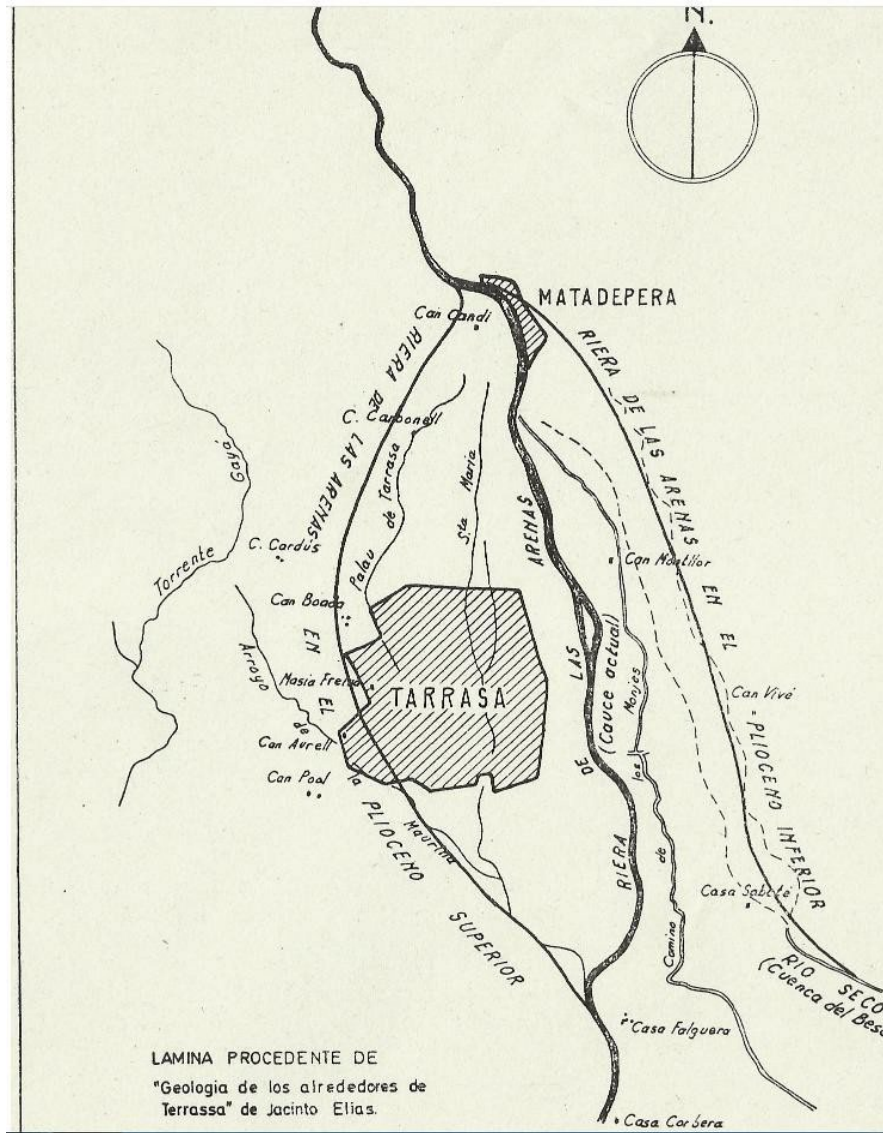 N.
MATADEPERA
Can Candi
RIERA DE LAS ARENAS EN EL PLIOCENO SUPERIOR
RIERA DE LAS ARENAS EN EL PLIOCENO INFERIOR
C. Carbonell
Palau de Tarrasa
Sta Maria
Torrente Gayá
C. Cardús
Can Boada
Arroyo de la Maurina
Masia Freixa
Can Aurell
Can Poal
TARRASA
RIERA DE LAS ARENAS
(Cauce actual)
Can Montllor
Camino de los Monjes
Can Vivé
Casa Sabaté
RIO SECO
(Cuenca del Besó
Casa Falguera
Casa Corbera
LAMINA PROCEDENTE DE
"Geologia de los alrededores de
Terrassa" de Jacinto Elias.